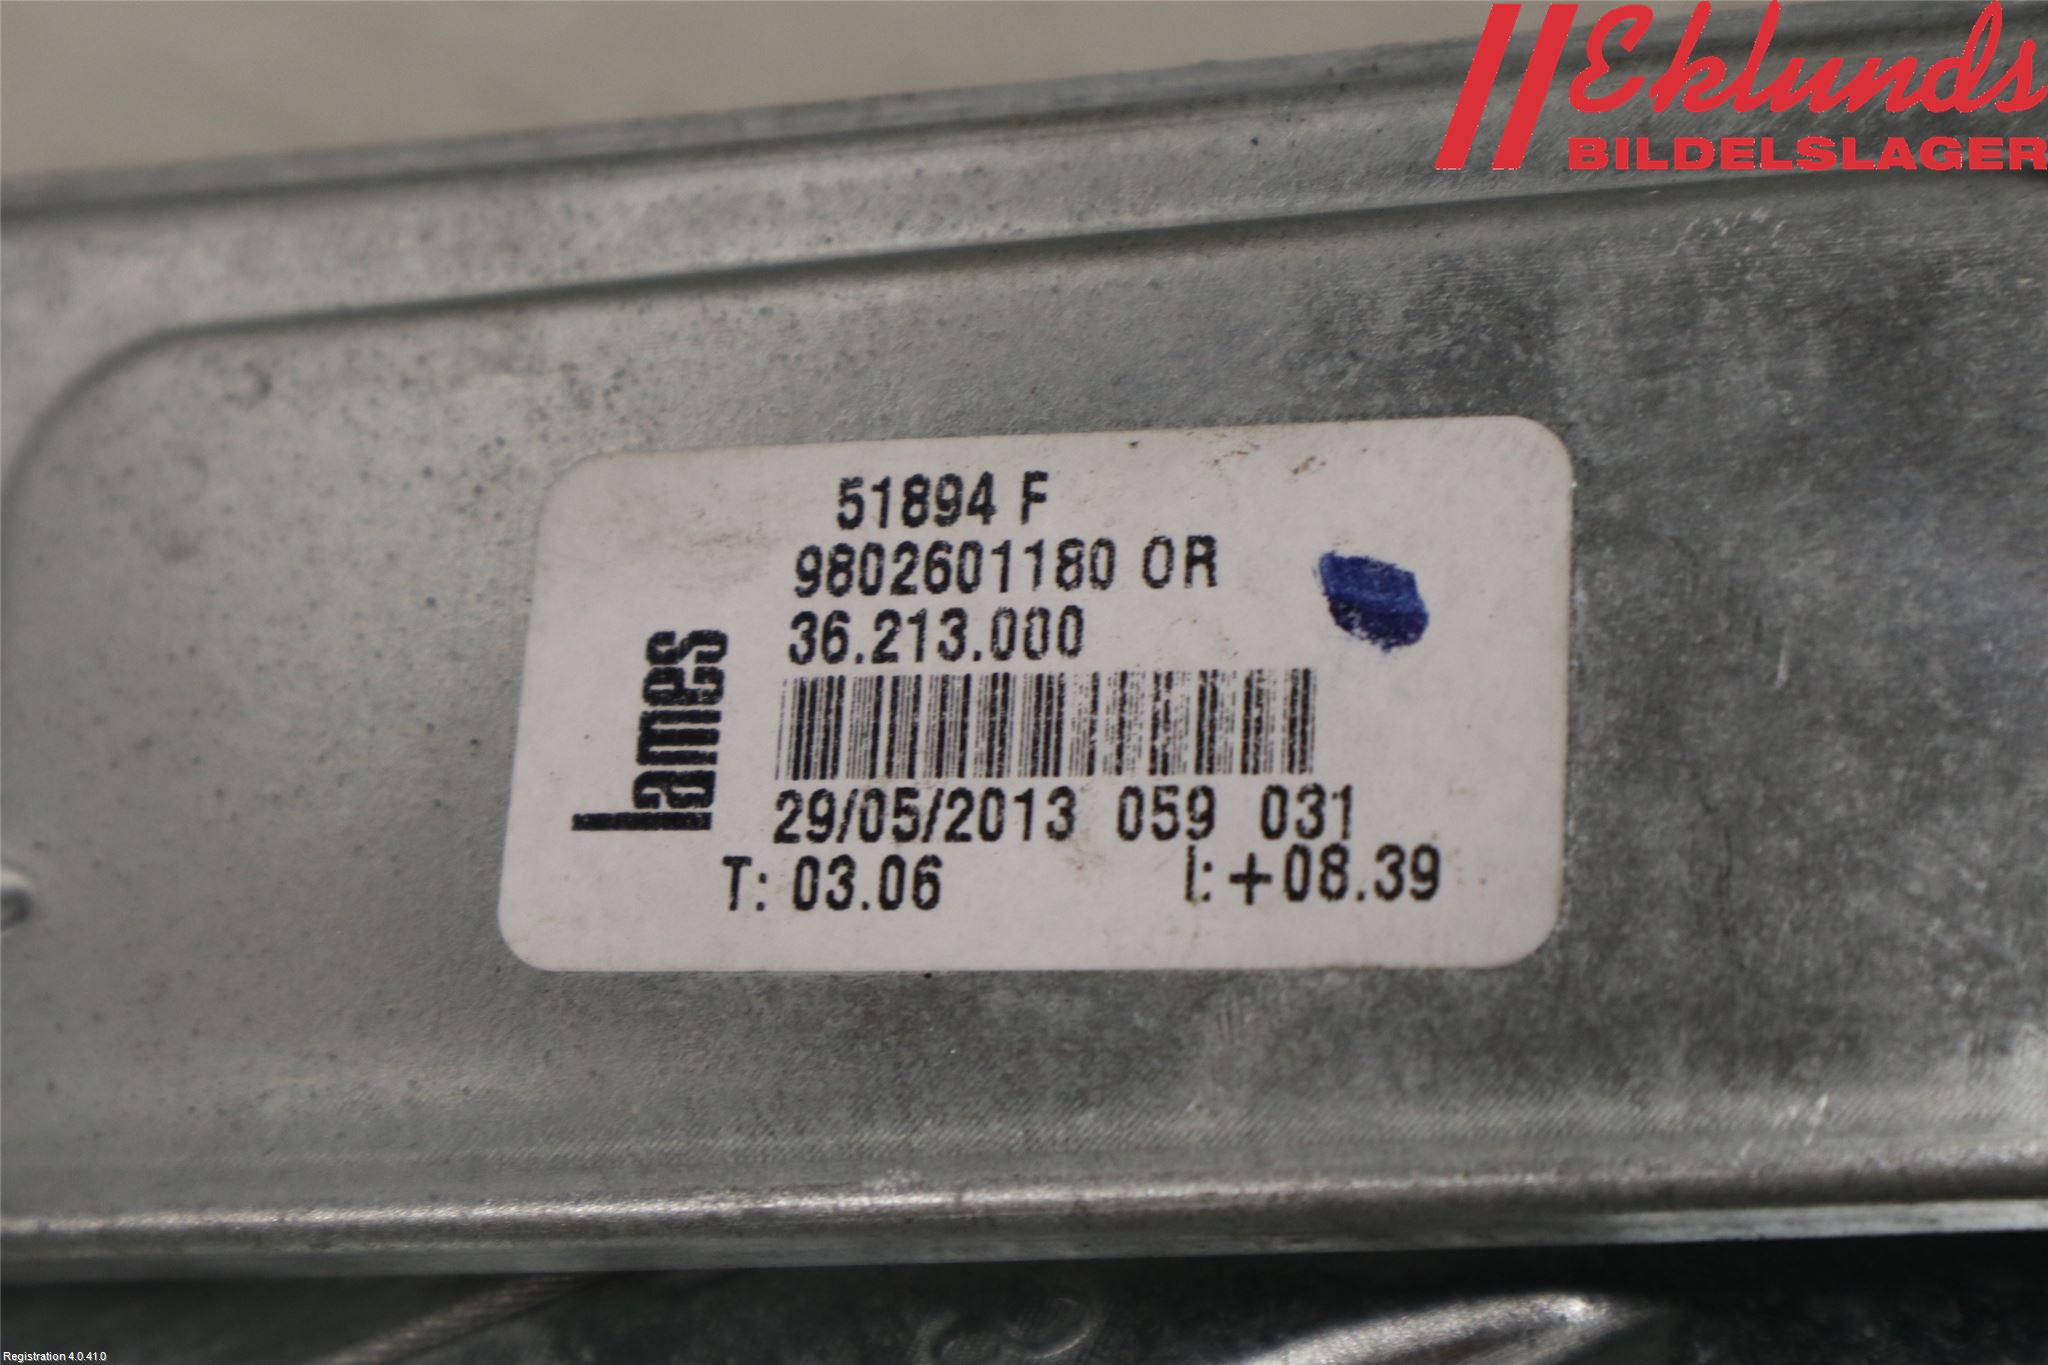 Eklunds
BILDELSLAGER
51894 F
9802601180 OR
36.213.000
lames
29/05/2013 059 031
T: 03.06 I: +08.39
Registration 4.0.41.0